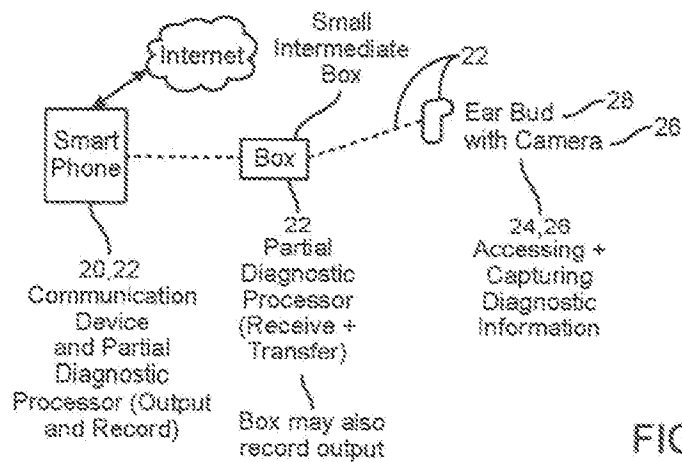 Internet
Small
Intermediate
Box
22
Smart
Phone
Box
Ear Bud 28
with Camera 26
20,22
Communication
Device
and Partial
Diagnostic
Processor (Output
and Record)
22
Partial
Diagnostic
Processor
(Receive +
Transfer)
Box may also
record output
24,26
Accessing +
Capturing
Diagnostic
Information
FIG